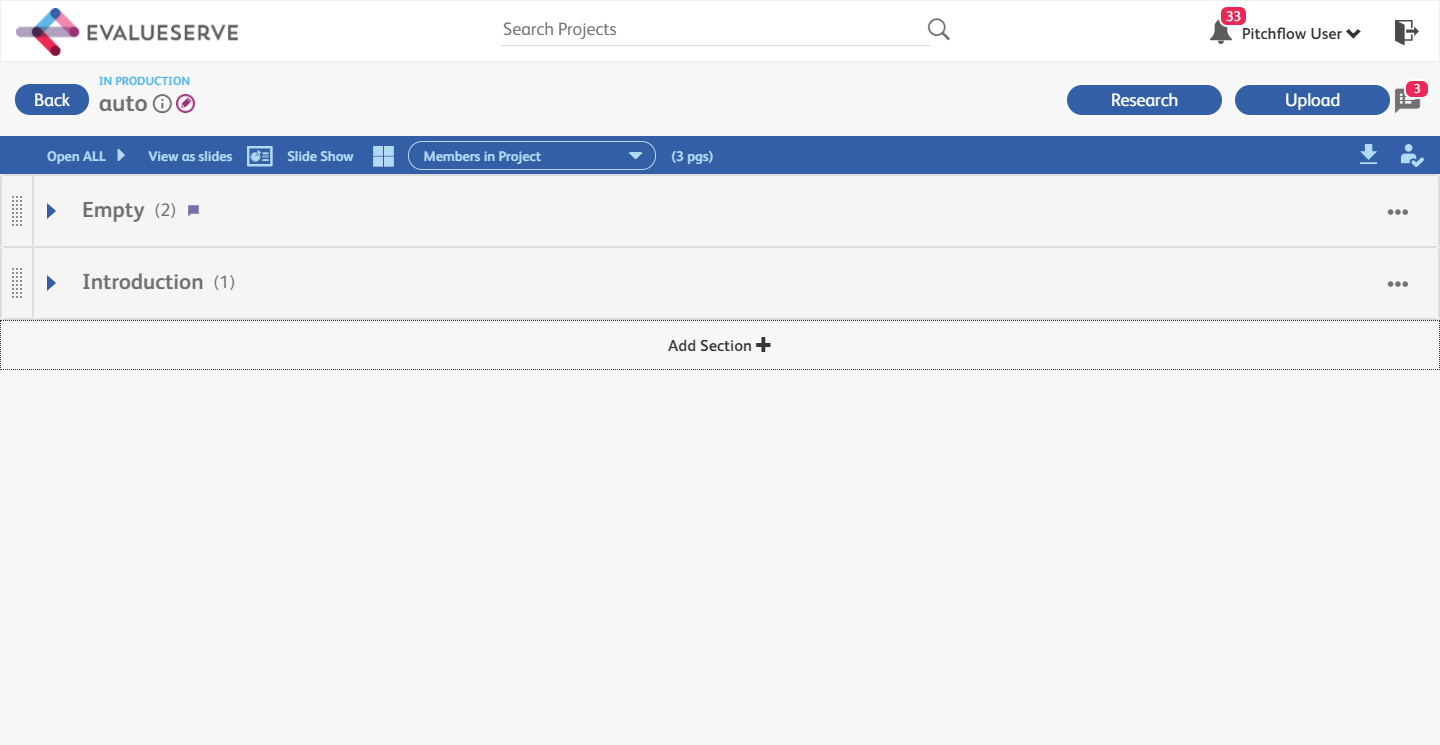 EVALUESERVE
Search Projects
33
Pitchflow User
IN PRODUCTION
Back
auto
Research
Upload
3
Open ALL
View as slides
Slide Show
Members in Project
(3 pgs)
Empty (2)
Introduction (1)
Add Section